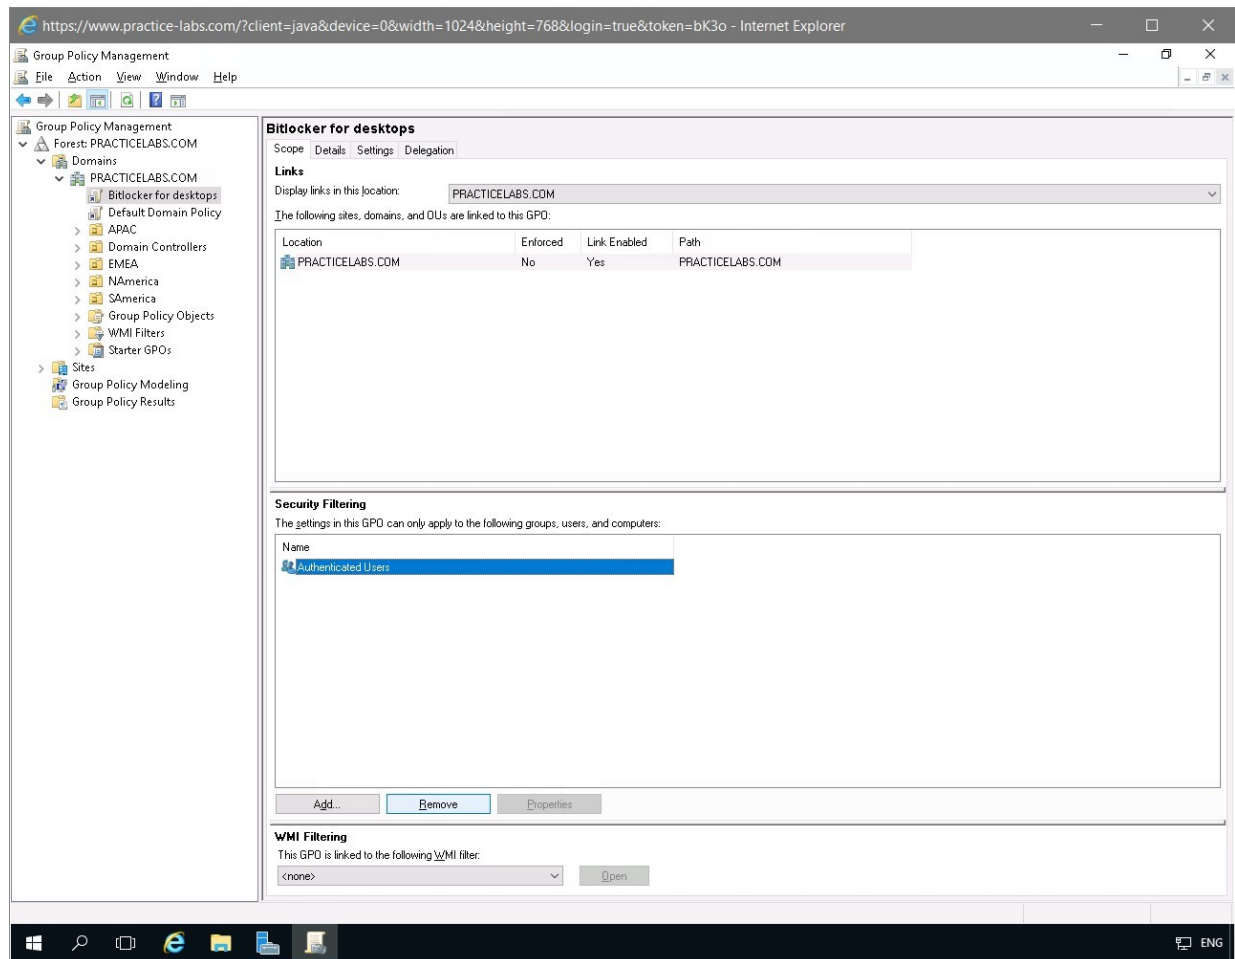 https://www.practice-labs.com/?client=java&device=0&width=1024&height=768&login=true&token=bK3o - Internet Explorer
Group Policy Management
File Action View Window Help
Group Policy Management
Forest: PRACTICELABS.COM
Domains
PRACTICELABS.COM
Bitlocker for desktops
Default Domain Policy
APAC
Domain Controllers
EMEA
NAmerica
SAmerica
Group Policy Objects
WMI Filters
Starter GPOs
Sites
Group Policy Modeling
Group Policy Results
Bitlocker for desktops
Scope Details Settings Delegation
Links
Display links in this location: PRACTICELABS.COM
The following sites, domains, and OUs are linked to this GPO:
Location Enforced Link Enabled Path
PRACTICELABS.COM No Yes PRACTICELABS.COM
Security Filtering
The settings in this GPO can only apply to the following groups, users, and computers:
Name
Authenticated Users
Add... Remove Properties
WMI Filtering
This GPO is linked to the following WMI filter:
<none> Open
ENG